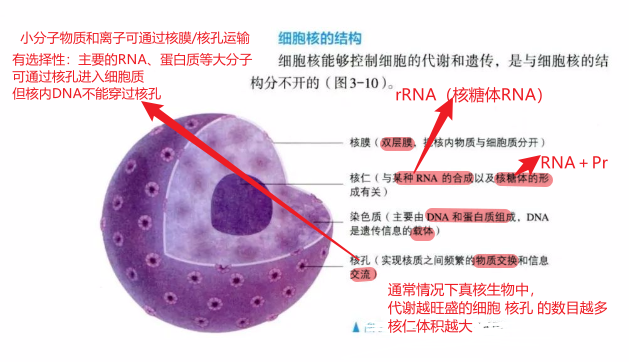 小分子物质和离子可通过核膜/核孔运输
有选择性：主要的RNA、蛋白质等大分子
可通过核孔进入细胞质
但核内DNA不能穿过核孔
细胞核的结构
细胞核能够控制细胞的代谢和遗传，是与细胞核的结
构分不开的（图3-10）。
rRNA（核糖体RNA）
核膜（双层膜，把核内物质与细胞质分开）
RNA＋Pr
核仁（与某种 RNA 的合成以及核糖体的形
成有关）
染色质（主要由 DNA 和蛋白质组成，DNA
是遗传信息的载体）
核孔（实现核质之间频繁的物质交换和信息
交流）
通常情况下真核生物中，
代谢越旺盛的细胞 核孔 的数目越多
核仁体积越大